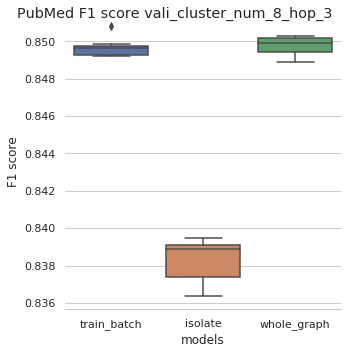 PubMed F1 score vali_cluster_num_8_hop_3
0.850
0.848
0.846
0.844
0.842
0.840
0.838
0.836
F1 score
train_batch
isolate
whole_graph
models